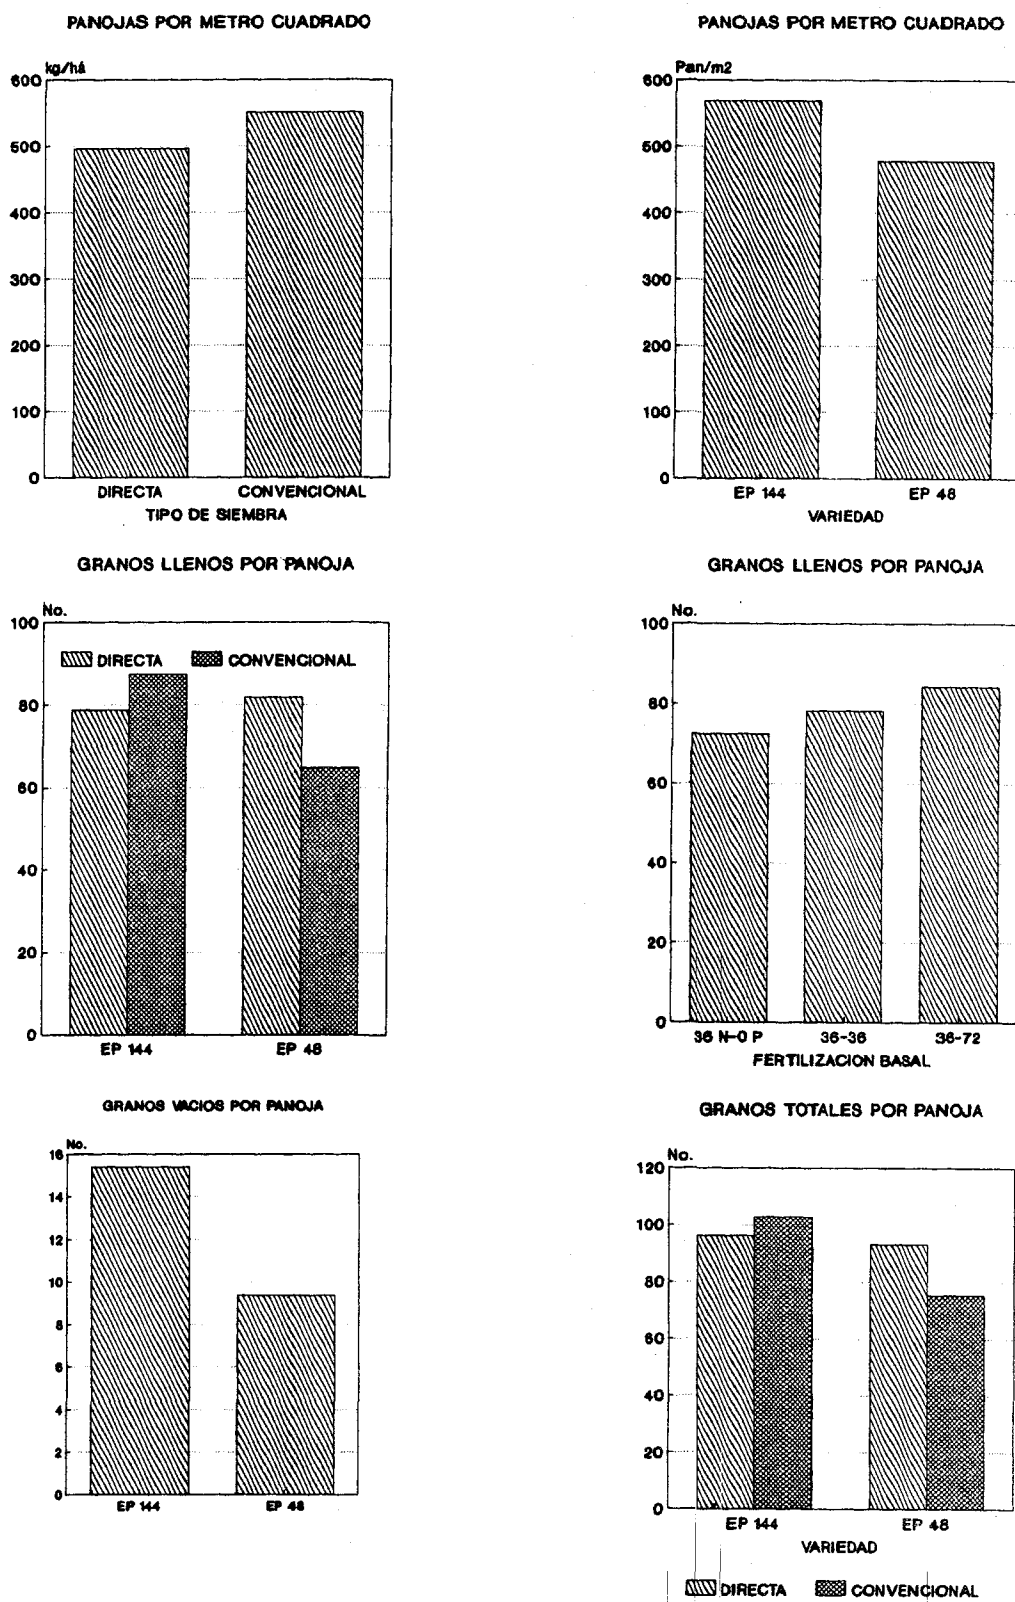 PANOJAS POR METRO CUADRADO
kg/há
600
500
400
300
200
100
0
DIRECTA CONVENCIONAL
TIPO DE SIEMBRA
PANOJAS POR METRO CUADRADO
Pan/m2
600
500
400
300
200
100
0
EP 144 EP 48
VARIEDAD
GRANOS LLENOS POR PANOJA
No.
100
DIRECTA CONVENCIONAL
80
60
40
20
0
EP 144 EP 48
GRANOS LLENOS POR PANOJA
No.
100
80
60
40
20
0
36 N-0 P 36-36 36-72
FERTILIZACION BASAL
GRANOS VACIOS POR PANOJA
No.
16
14
12
10
8
6
4
2
0
EP 144 EP 48
GRANOS TOTALES POR PANOJA
No.
120
100
80
60
40
20
0
EP 144 EP 48
VARIEDAD
DIRECTA CONVENCIONAL